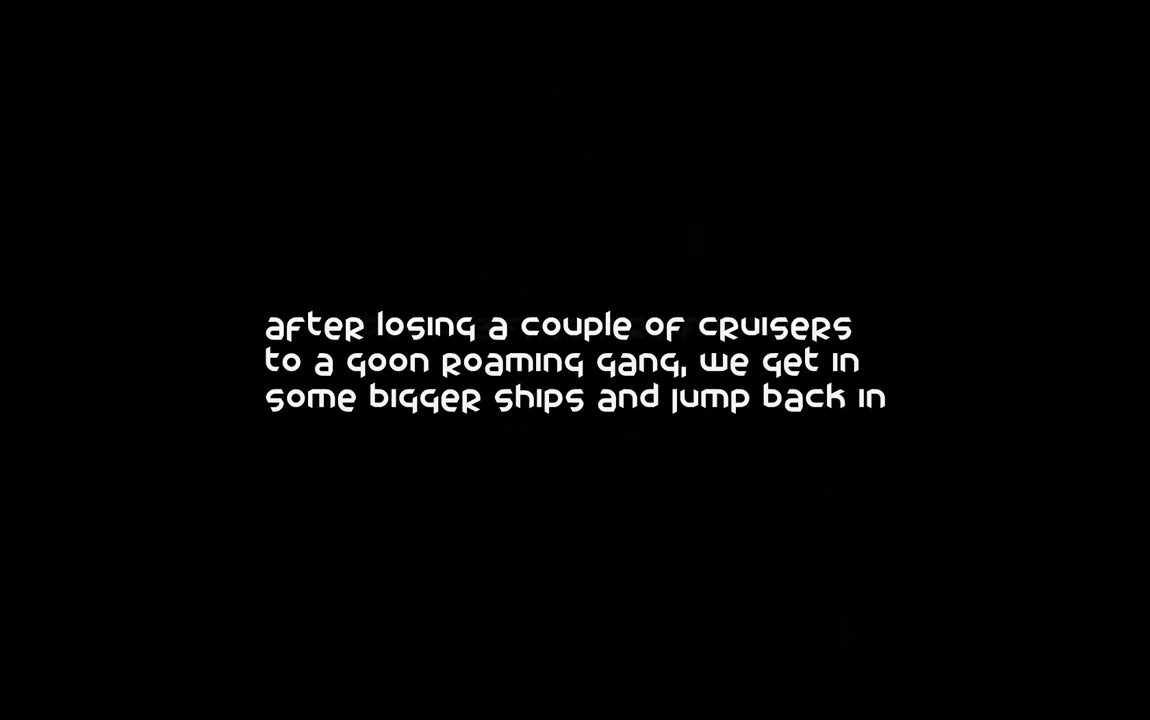 after losing a couple of cruisers
to a goon roaming gang, we get in
some bigger ships and jump back in